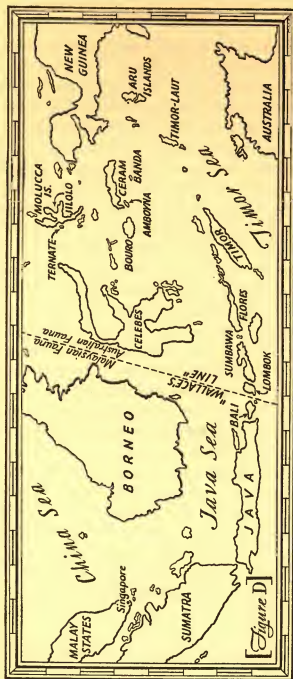 China Sea
MALAY
STATES
Singapore
SUMATRA
BORNEO
Java Sea
JAVA
[Figure D]
BALI
LOMBOK
SUMBAWA
FLORIS
"WALLACE'S
LINE"
Malaysian Fauna
Australian Fauna
CELEBES
TERNATE
MOLUCCA
IS.
JILOLO
BOURO
CERAM
BANDA
AMBOYNA
NEW
GUINEA
ARU
ISLANDS
TIMOR-LAUT
TIMOR
Timor Sea
AUSTRALIA